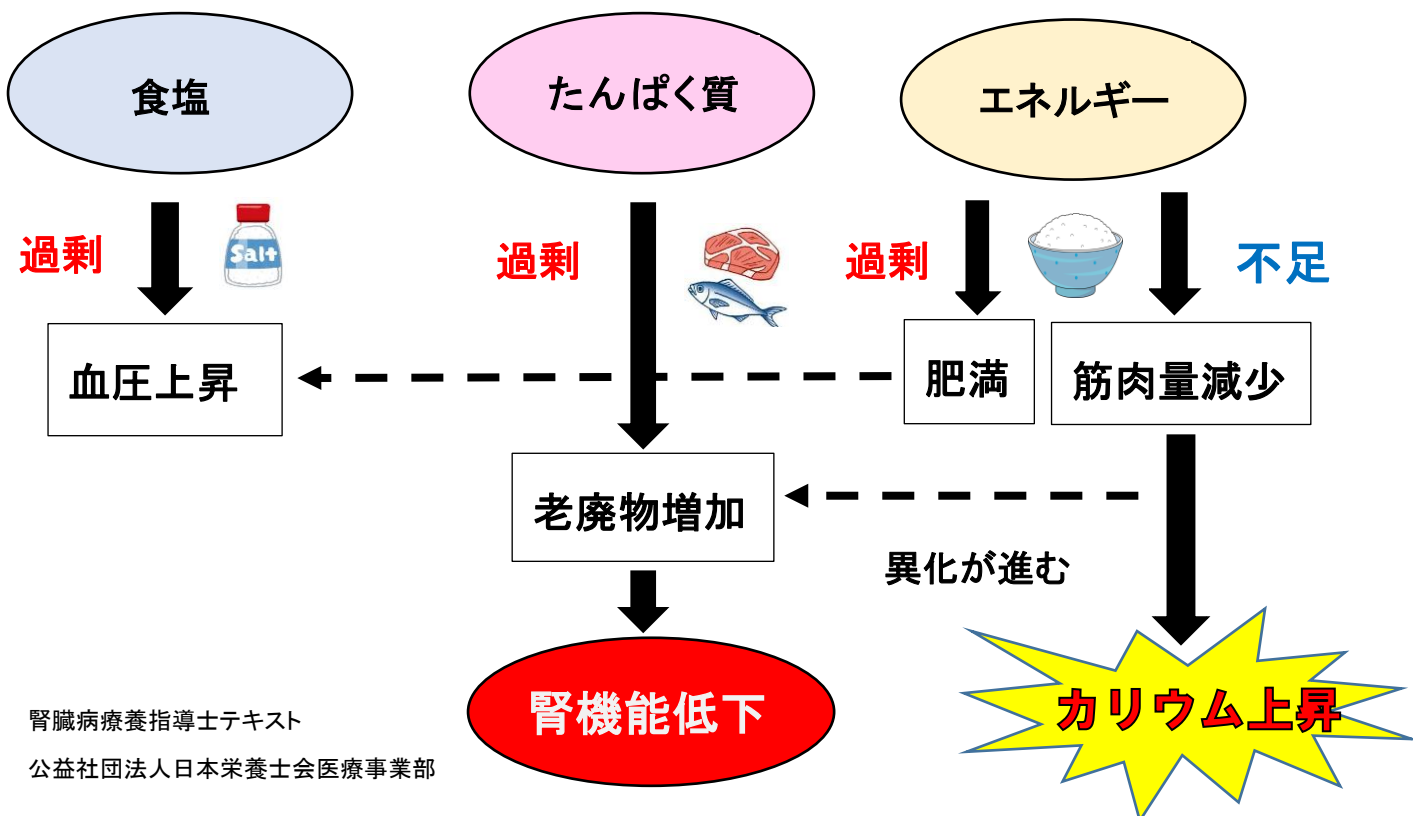 食塩
たんぱく質
エネルギー
過剰
Salt
過剰
過剰
不足
血圧上昇
肥満
筋肉量減少
老廃物増加
異化が進む
腎機能低下
カリウム上昇
腎臓病療養指導士テキスト
公益社団法人日本栄養士会医療事業部